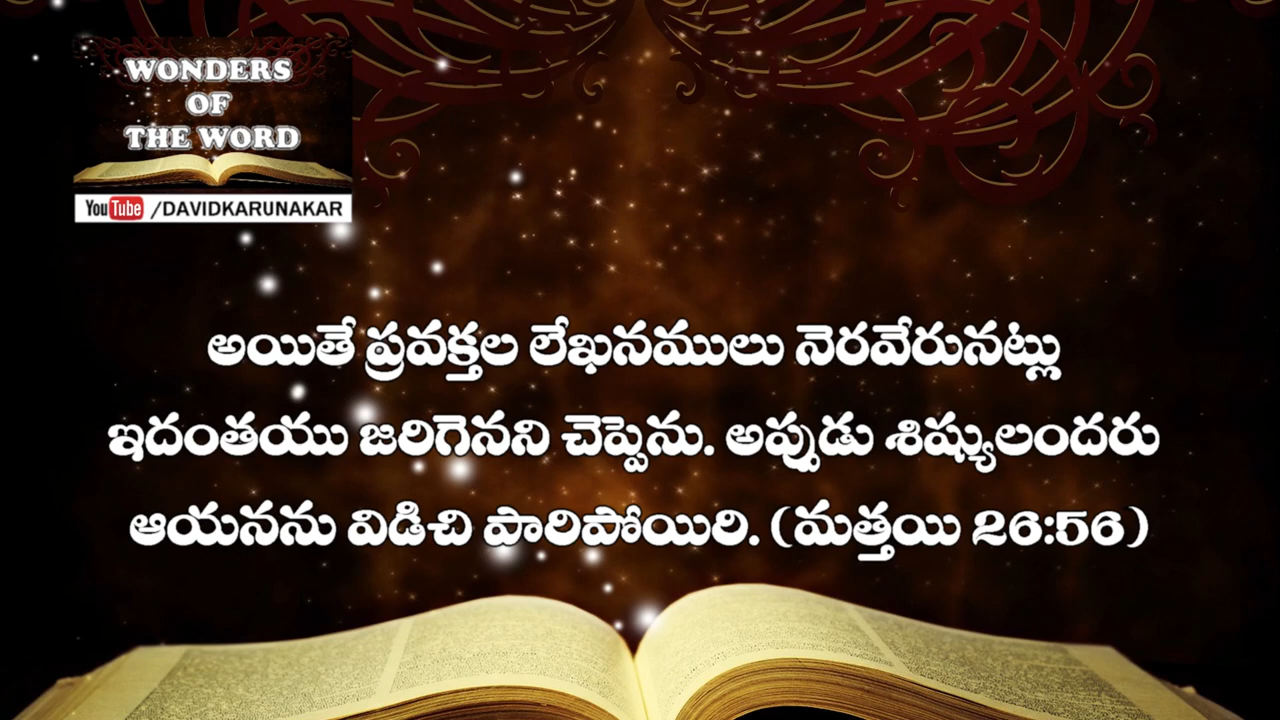 WONDERS
OF
THE WORD
YouTube /DAVIDKARUNAKAR
అయితే ప్రవక్తల లేఖనములు నెరవేరునట్లు
ఇదంతయు జరిగెనని చెప్పెను. అప్పుడు శిష్యులందరు
ఆయనను విడిచి పారిపోయిరి. (మత్తయి 26:56)